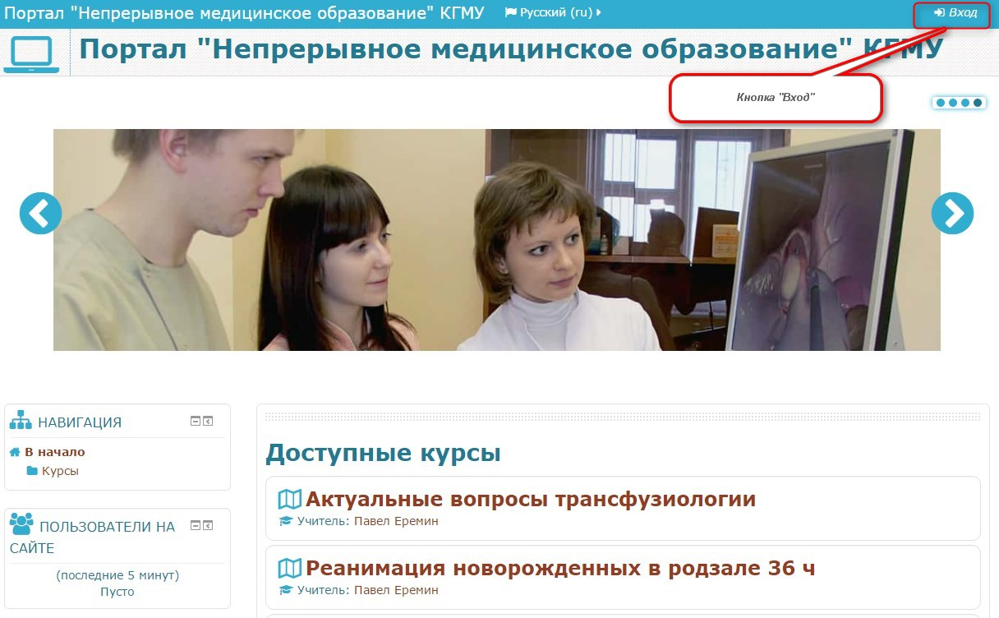 Портал "Непрерывное медицинское образование" КГМУ Русский (ru) Вход
Портал "Непрерывное медицинское образование" КГМУ
Кнопка "Вход"
НАВИГАЦИЯ
В начало
Курсы
ПОЛЬЗОВАТЕЛИ НА
САЙТЕ
(последние 5 минут)
Пусто
Доступные курсы
Актуальные вопросы трансфузиологии
Учитель: Павел Еремин
Реанимация новорожденных в родзале 36 ч
Учитель: Павел Еремин